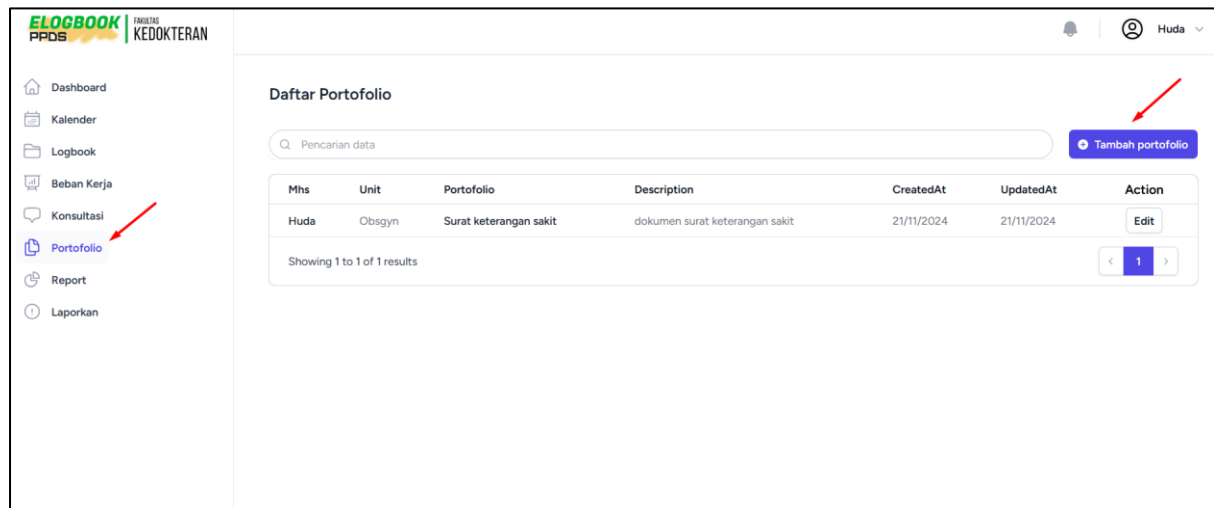 ELOGBOOK
PPDS
FAKULTAS
KEDOKTERAN
Huda
Dashboard
Kalender
Logbook
Beban Kerja
Konsultasi
Portofolio
Report
Laporkan
Daftar Portofolio
Pencarian data
Tambah portofolio
Mhs Unit Portofolio Description CreatedAt UpdatedAt Action
Huda Obsgyn Surat keterangan sakit dokumen surat keterangan sakit 21/11/2024 21/11/2024 Edit
Showing 1 to 1 of 1 results
< 1 >